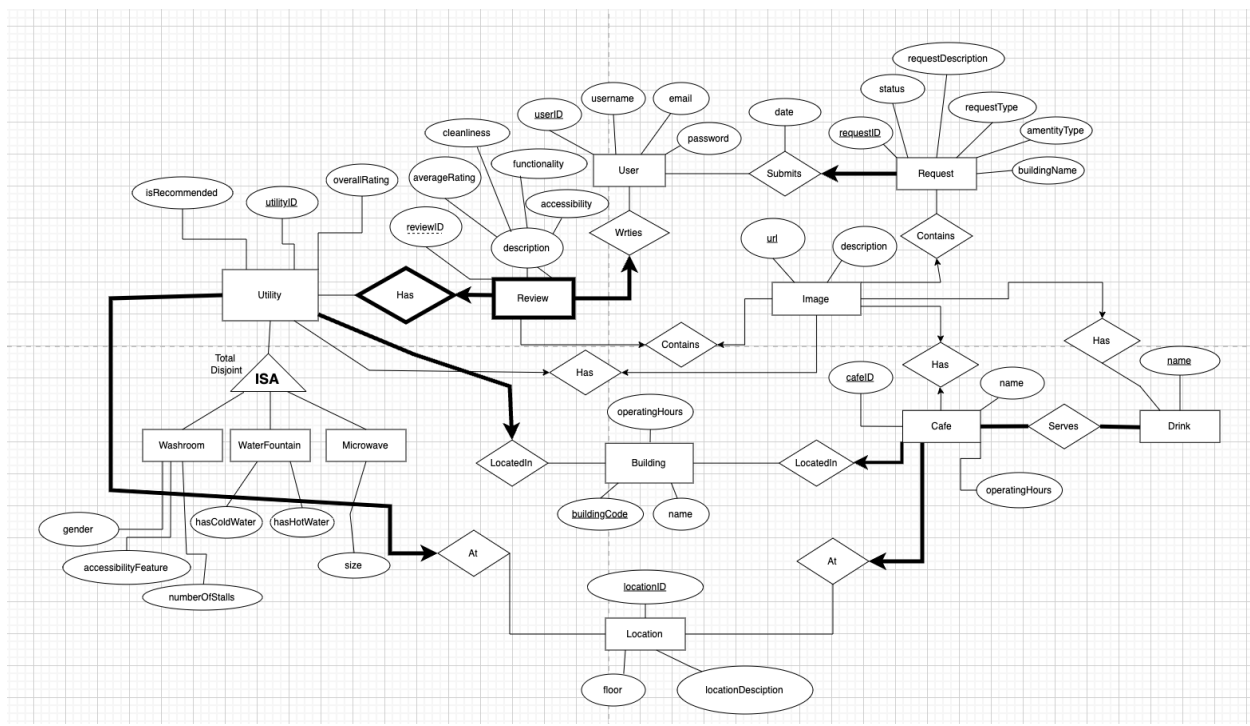 requestDescription
status
requestType
requestID
amentityType
buildingName
Request
date
Submits
username
email
userID
password
User
Wrties
cleanliness
functionality
averageRating
accessibility
reviewID
description
Review
isRecommended
utilityID
overallRating
Utility
Has
Contains
url
description
Image
Contains
Has
Has
Has
Total
Disjoint
ISA
Washroom
WaterFountain
Microwave
gender
accessibilityFeature
numberOfStalls
hasColdWater
hasHotWater
size
cafeID
name
Cafe
operatingHours
Serves
name
Drink
operatingHours
LocatedIn
Building
LocatedIn
buildingCode
name
At
At
locationID
Location
floor
locationDesciption